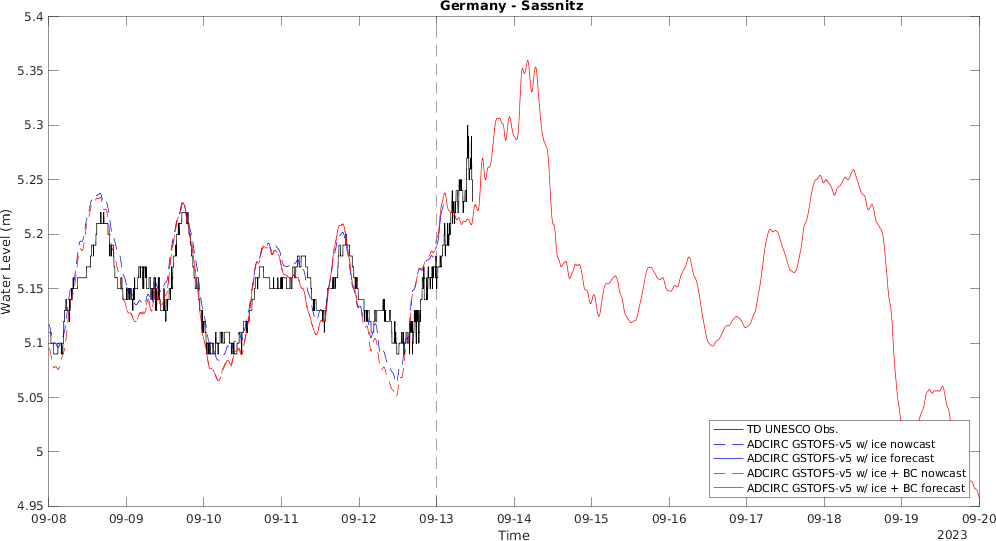 Germany - Sassnitz
5.4
5.35
5.3
5.25
5.2
5.15
5.1
5.05
5
4.95
Water Level (m)
TD UNESCO Obs.
ADCIRC GSTOFS-v5 w/ ice nowcast
ADCIRC GSTOFS-v5 w/ ice forecast
ADCIRC GSTOFS-v5 w/ ice + BC nowcast
ADCIRC GSTOFS-v5 w/ ice + BC forecast
09-08 09-09 09-10 09-11 09-12 09-13 09-14 09-15 09-16 09-17 09-18 09-19 09-20
Time
2023